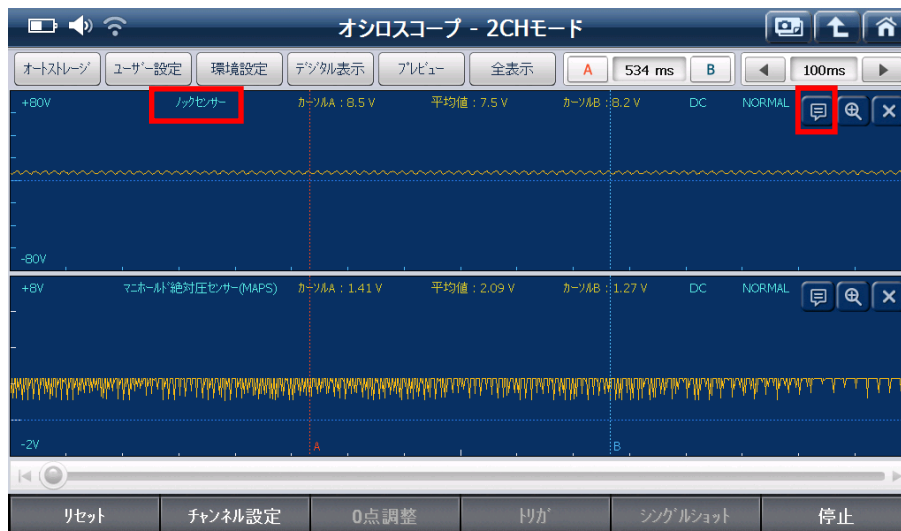 オシロスコープ - 2CHモード
オートストレージ ユーザー設定 環境設定 デジタル表示 プレビュー 全表示 A 534 ms B 100ms
+80V ノックセンサー カーソルA : 8.5 V 平均値 : 7.5 V カーソルB : 8.2 V DC NORMAL
-80V
+8V マニホールド絶対圧センサー(MAPS) カーソルA : 1.41 V 平均値 : 2.09 V カーソルB : 1.27 V DC NORMAL
-2V A B
リセット チャンネル設定 0点調整 トリガ シングルショット 停止